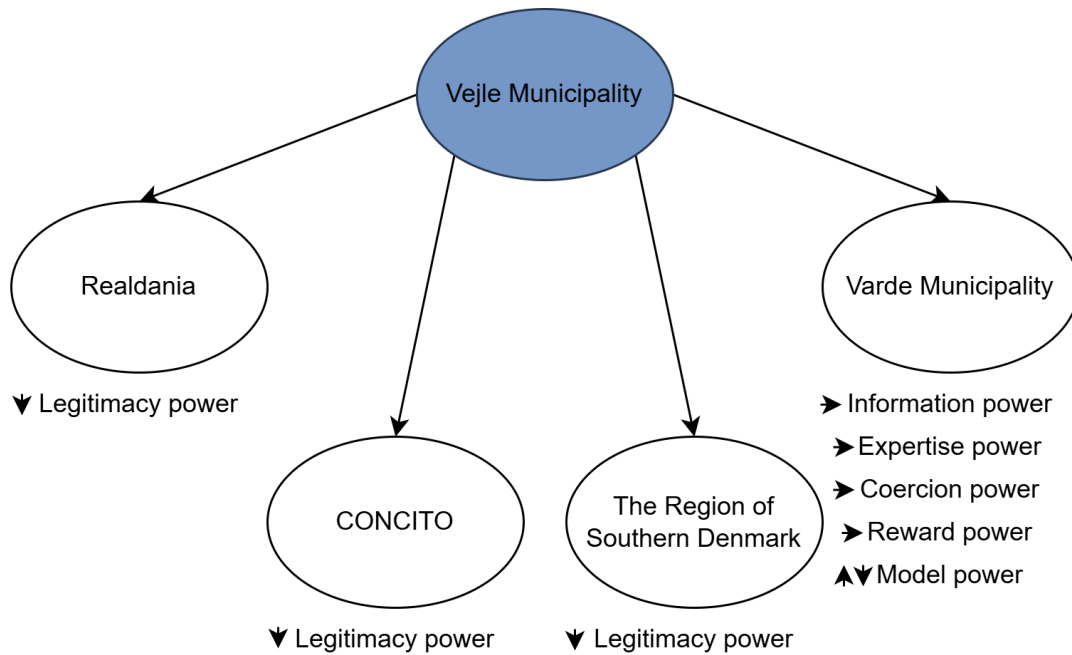 Vejle Municipality
Realdania
Varde Municipality
Legitimacy power
Information power
Expertise power
Coercion power
Reward power
Model power
CONCITO
The Region of
Southern Denmark
Legitimacy power
Legitimacy power